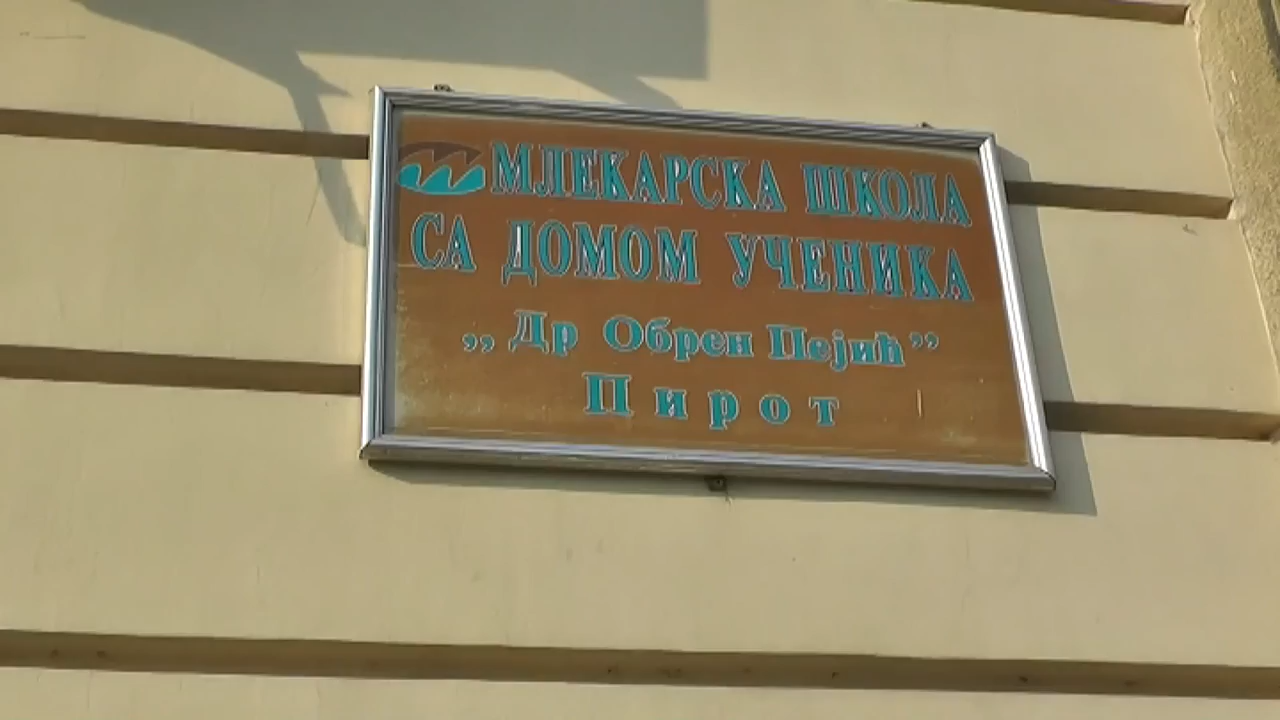 МЛЕКАРСКА ШКОЛА
СА ДОМОМ УЧЕНИКА
,, Др Обрен Пејић ”
Пирот